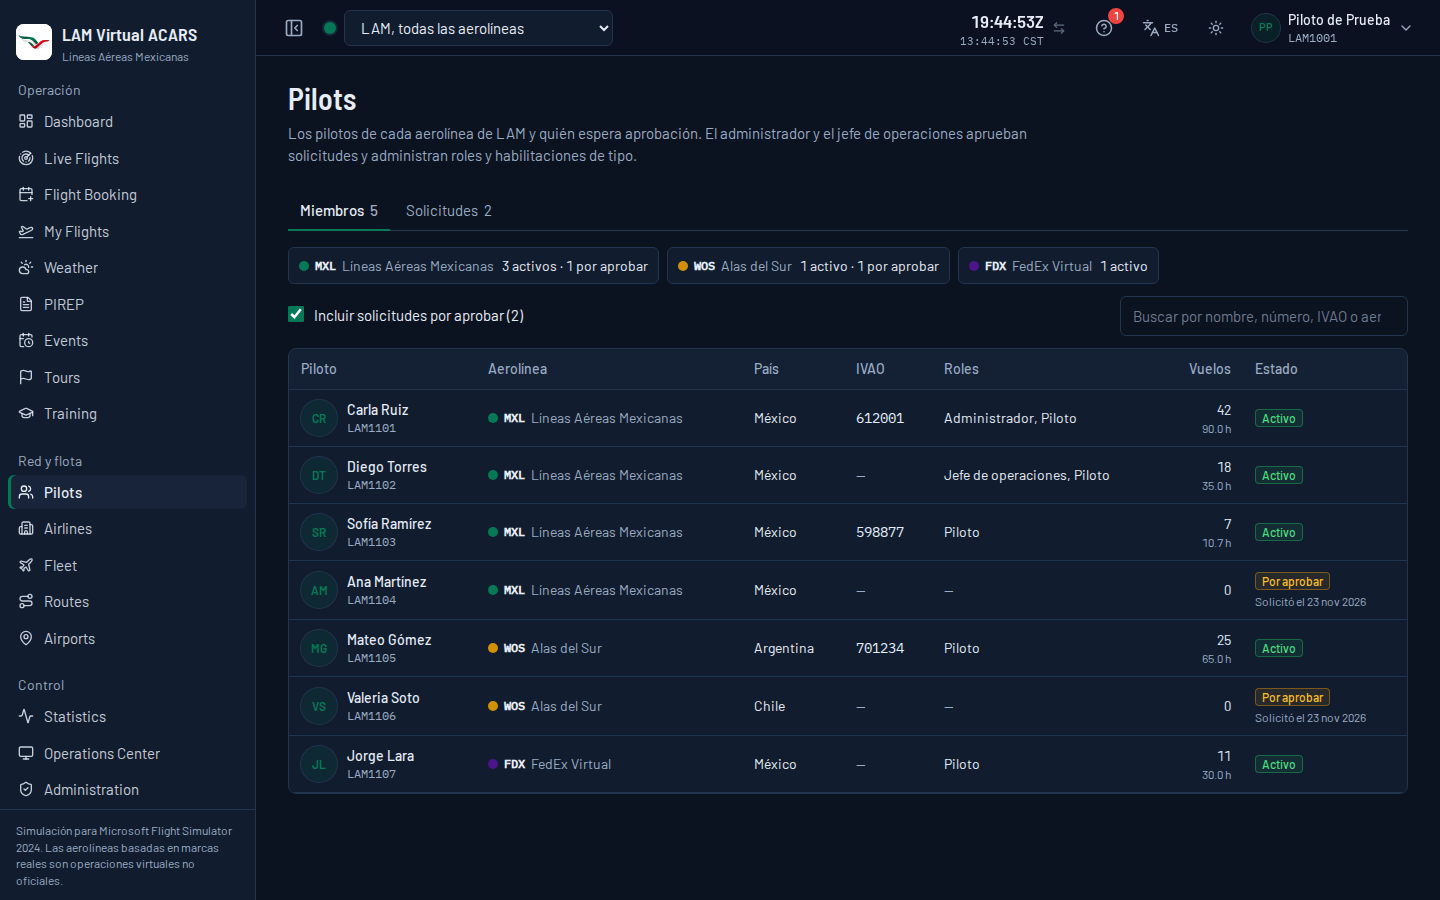 LAM Virtual ACARS
Líneas Aéreas Mexicanas
Operación
Dashboard
Live Flights
Flight Booking
My Flights
Weather
PIREP
Events
Tours
Training
Red y flota
Pilots
Airlines
Fleet
Routes
Airports
Control
Statistics
Operations Center
Administration
Simulación para Microsoft Flight Simulator
2024. Las aerolíneas basadas en marcas
reales son operaciones virtuales no
oficiales.
LAM, todas las aerolíneas
19:44:53Z
13:44:53 CST
1
ES
PP
Piloto de Prueba
LAM1001
Pilots
Los pilotos de cada aerolínea de LAM y quién espera aprobación. El administrador y el jefe de operaciones aprueban
solicitudes y administran roles y habilitaciones de tipo.
Miembros 5 Solicitudes 2
MXL Líneas Aéreas Mexicanas 3 activos · 1 por aprobar
WOS Alas del Sur 1 activo · 1 por aprobar
FDX FedEx Virtual 1 activo
Incluir solicitudes por aprobar (2)
Buscar por nombre, número, IVAO o aer
Piloto Aerolínea País IVAO Roles Vuelos Estado
CR Carla Ruiz MXL Líneas Aéreas Mexicanas México 612001 Administrador, Piloto 42 Activo
LAM1101 90.0 h
DT Diego Torres MXL Líneas Aéreas Mexicanas México — Jefe de operaciones, Piloto 18 Activo
LAM1102 35.0 h
SR Sofía Ramírez MXL Líneas Aéreas Mexicanas México 598877 Piloto 7 Activo
LAM1103 10.7 h
AM Ana Martínez MXL Líneas Aéreas Mexicanas México — — 0 Por aprobar
LAM1104 Solicitó el 23 nov 2026
MG Mateo Gómez WOS Alas del Sur Argentina 701234 Piloto 25 Activo
LAM1105 65.0 h
VS Valeria Soto WOS Alas del Sur Chile — — 0 Por aprobar
LAM1106 Solicitó el 23 nov 2026
JL Jorge Lara FDX FedEx Virtual México — Piloto 11 Activo
LAM1107 30.0 h